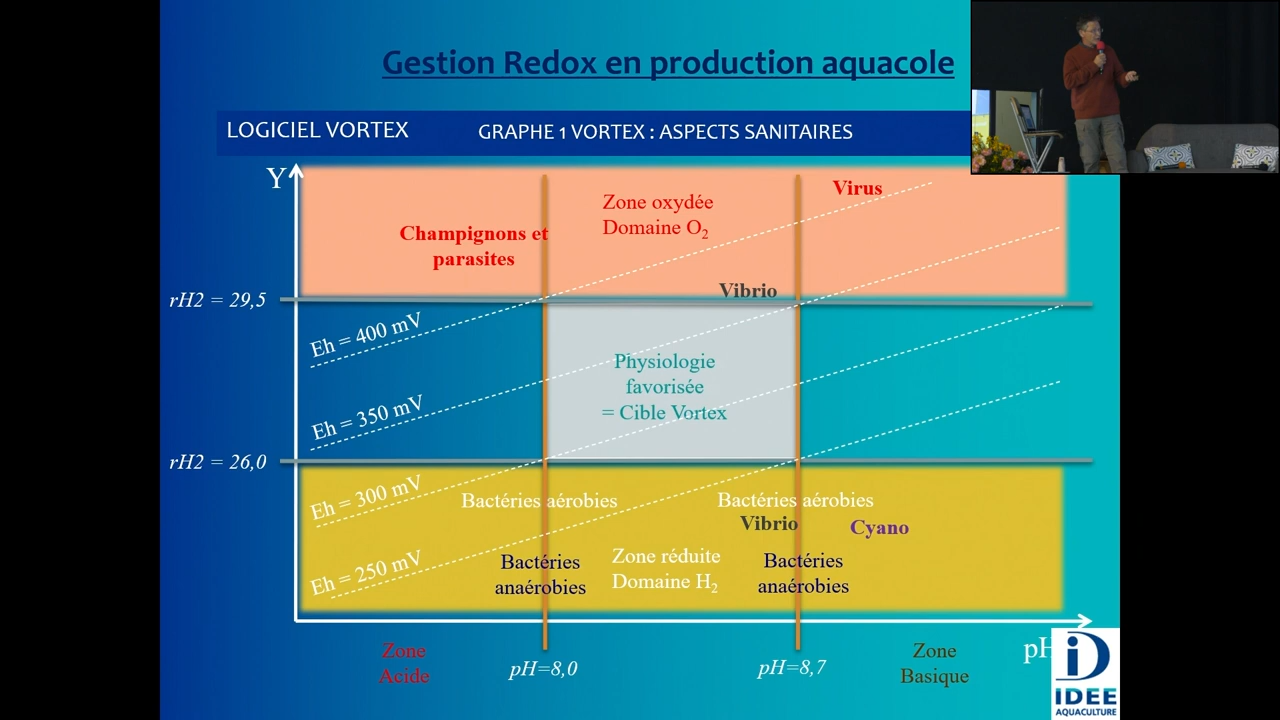 Gestion Redox en production aquacole
LOGICIEL VORTEX
GRAPHE 1 VORTEX : ASPECTS SANITAIRES
Y
Virus
Zone oxydée
Domaine O₂
Champignons et
parasites
Vibrio
rH2 = 29,5
Eh = 400 mV
Physiologie
favorisée
= Cible Vortex
Eh = 350 mV
rH2 = 26,0
Eh = 300 mV
Bactéries aérobies
Bactéries aérobies
Vibrio
Cyano
Eh = 250 mV
Bactéries
anaérobies
Zone réduite
Domaine H₂
Bactéries
anaérobies
Zone
Acide
pH=8,0
pH=8,7
Zone
Basique
pH
IDEE
AQUACULTURE